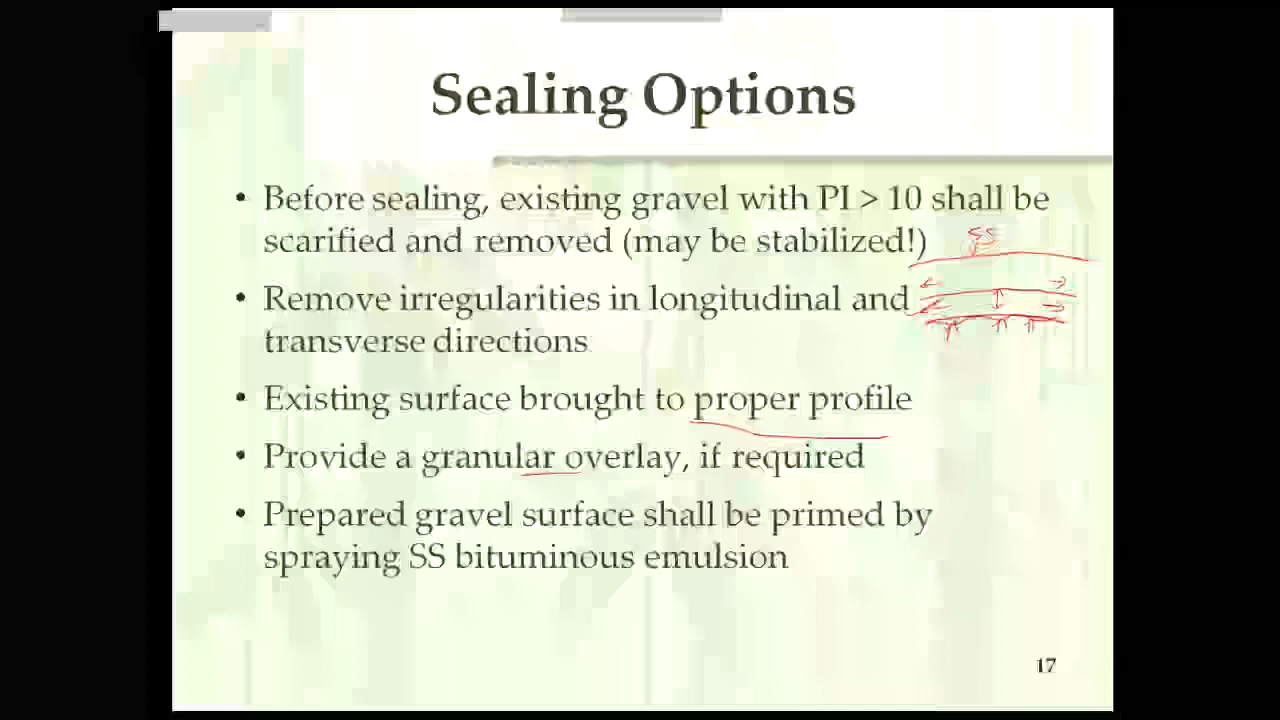 Sealing Options
• Before sealing, existing gravel with PI > 10 shall be
scarified and removed (may be stabilized!)
SS
• Remove irregularities in longitudinal and
transverse directions
• Existing surface brought to proper profile
• Provide a granular overlay, if required
• Prepared gravel surface shall be primed by
spraying SS bituminous emulsion
17